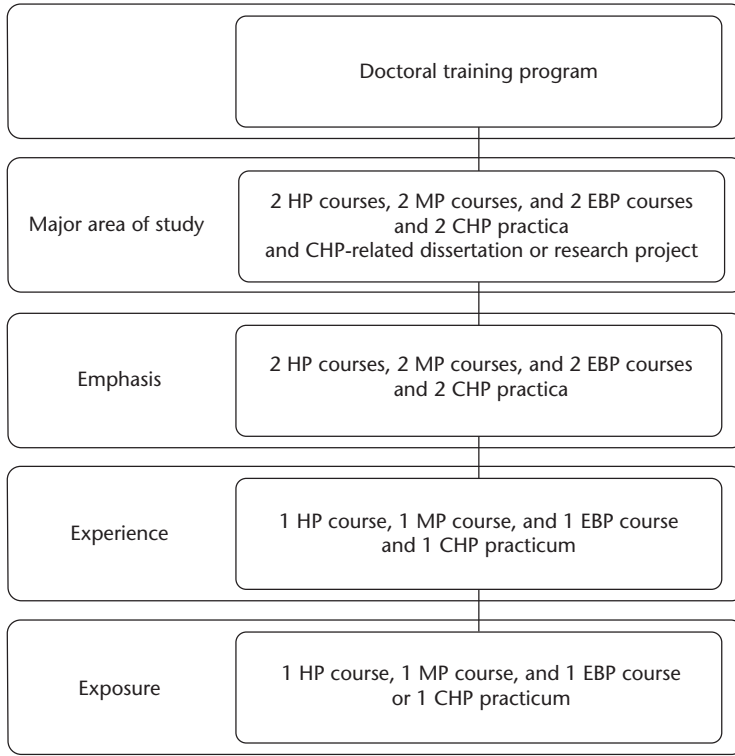 Doctoral training program
Major area of study
2 HP courses, 2 MP courses, and 2 EBP courses
and 2 CHP practica
and CHP-related dissertation or research project
Emphasis
2 HP courses, 2 MP courses, and 2 EBP courses
and 2 CHP practica
Experience
1 HP course, 1 MP course, and 1 EBP course
and 1 CHP practicum
Exposure
1 HP course, 1 MP course, and 1 EBP course
or 1 CHP practicum